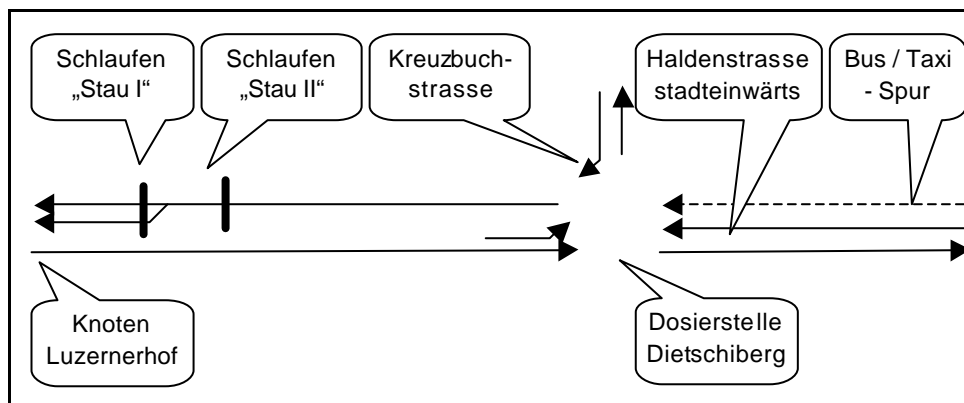 Schlaufen
„Stau I“
Schlaufen
„Stau II“
Kreuzbuch-
strasse
Haldenstrasse
stadteinwärts
Bus / Taxi
- Spur
Knoten
Luzernerhof
Dosierstelle
Dietschiberg